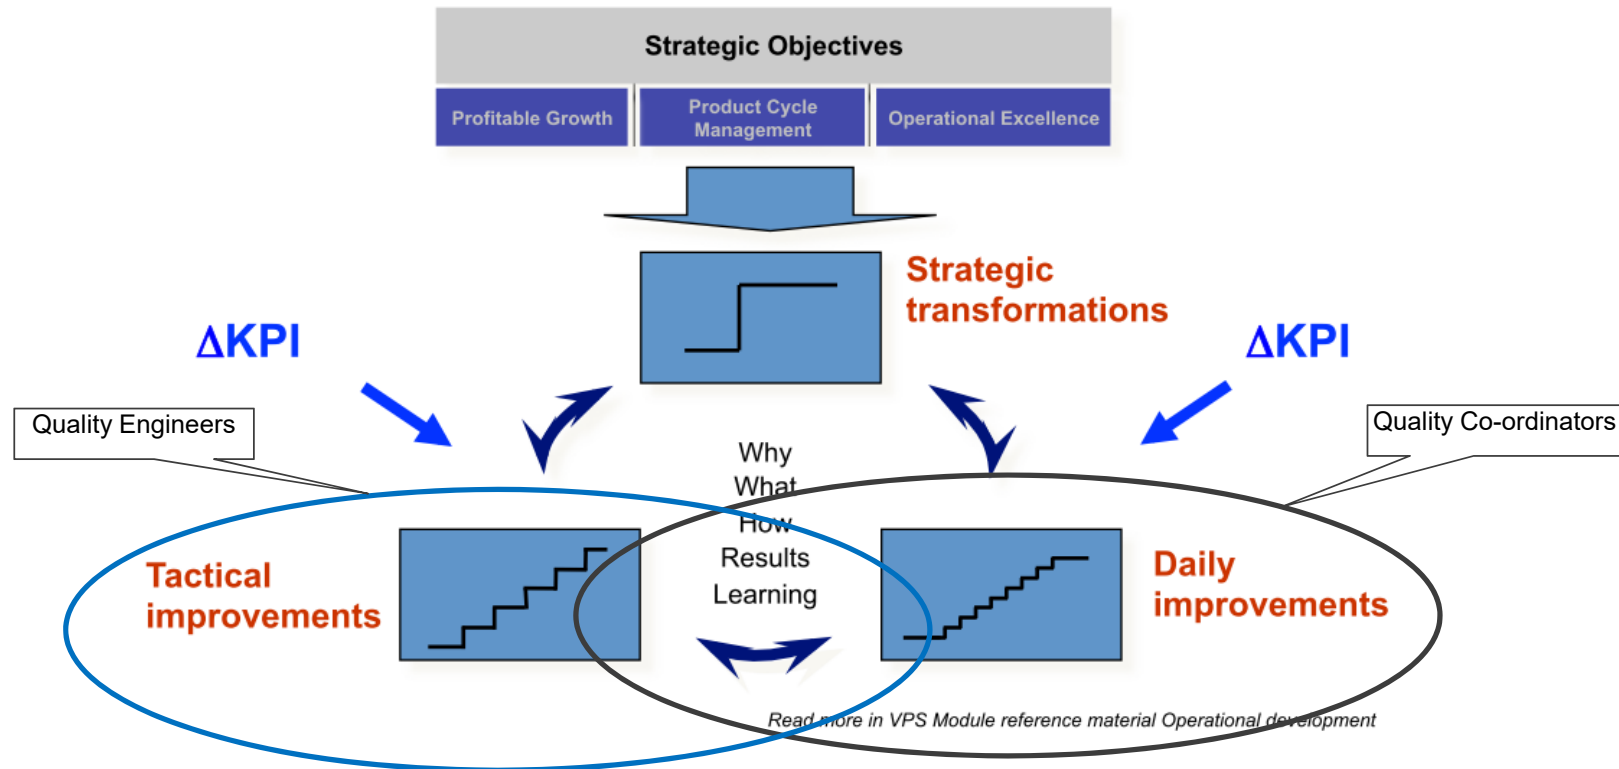 Strategic Objectives
Profitable Growth
Product Cycle
Management
Operational Excellence
Strategic
transformations
ΔKPI
ΔKPI
Quality Engineers
Quality Co-ordinators
Why
What
How
Results
Learning
Tactical
improvements
Daily
improvements
Read more in VPS Module reference material Operational development